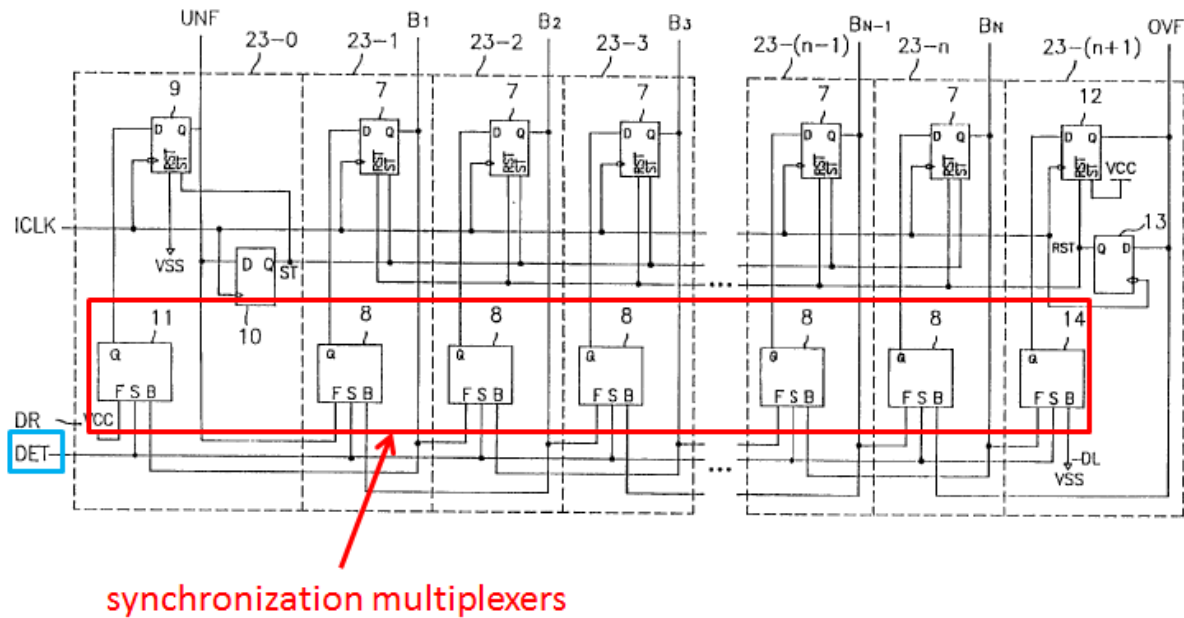 UNF B1 B2 B3 BN-1 BN OVF
23-0 23-1 23-2 23-3 23-(n-1) 23-n 23-(n+1)
9 7 7 7 7 7 12
D Q D Q D Q D Q D Q D Q D Q
RST ST RST ST RST ST RST ST RST ST RST ST RST ST
VCC
13
ICLK
RST Q D
VSS D Q ST
...
10
11 8 8 8 8 8 14
Q Q Q Q Q Q Q
F S B F S B F S B F S B F S B F S B F S B
DR VCC
DET
... DL
VSS
synchronization multiplexers